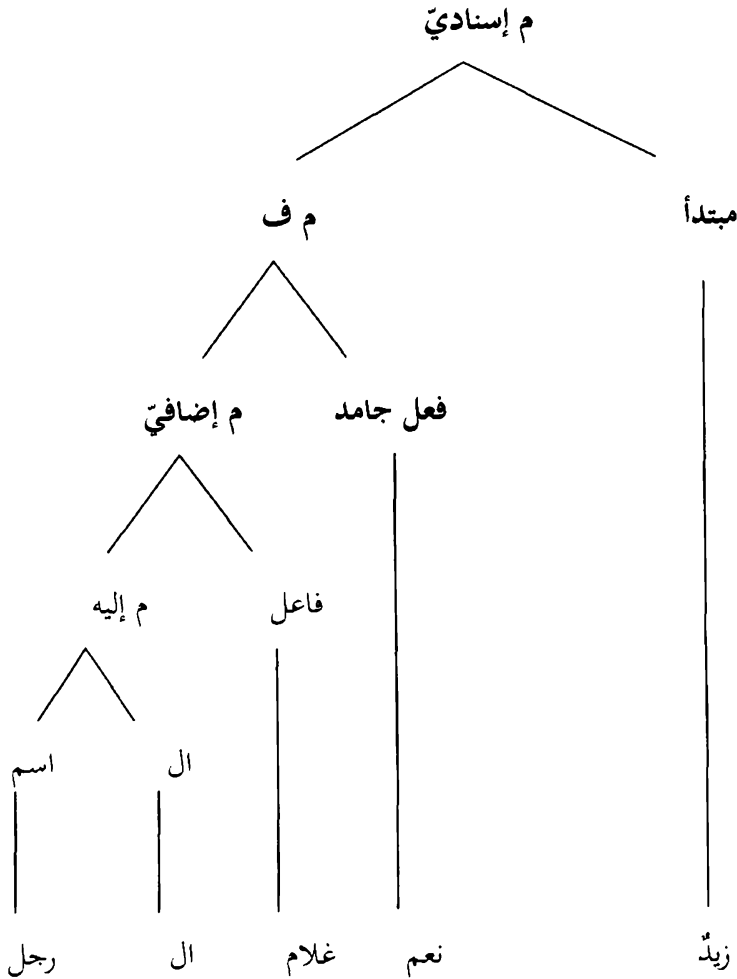 م إسناديّ
مبتدأ م ف
فعل جامد م إضافيّ
فاعل م إليه
ال اسم
زيدٌ نعم غلام ال رجل